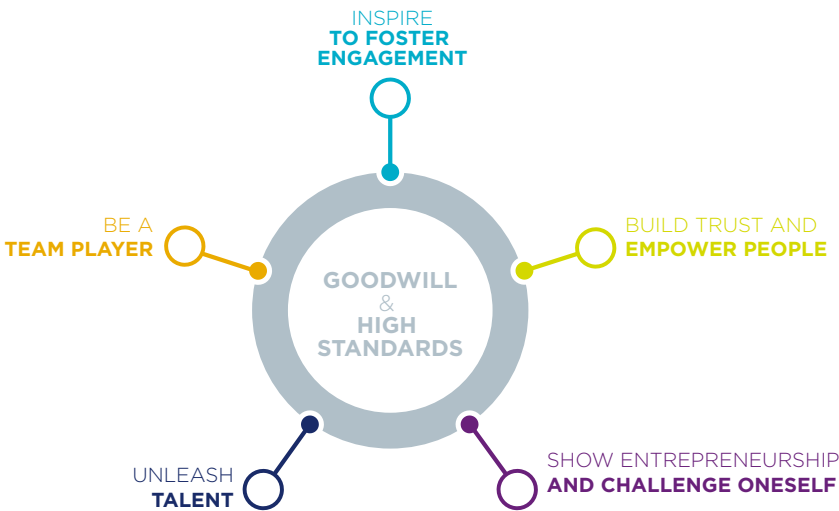 INSPIRE
TO FOSTER
ENGAGEMENT
BE A
TEAM PLAYER
BUILD TRUST AND
EMPOWER PEOPLE
GOODWILL
&
HIGH
STANDARDS
UNLEASH
TALENT
SHOW ENTREPRENEURSHIP
AND CHALLENGE ONESELF